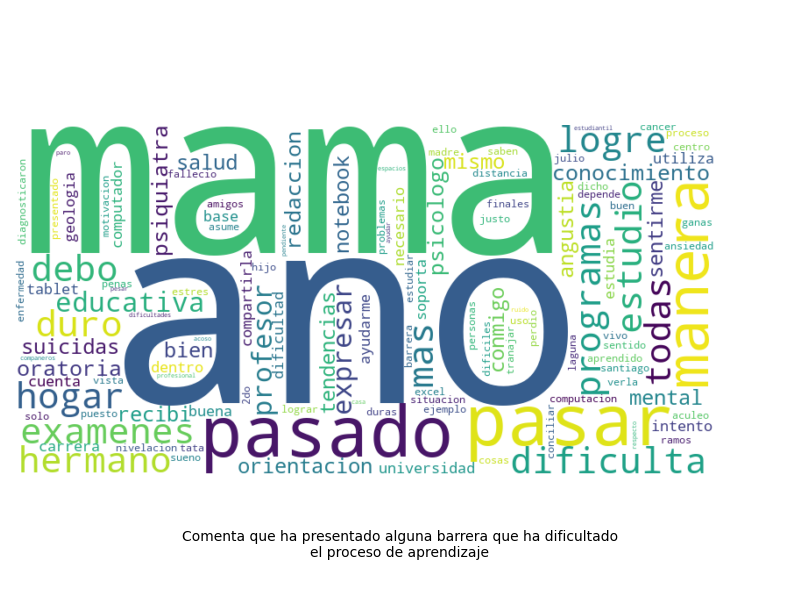 mama
ano
pasado
pasar
manera
logre
hogar
hermano
examenes
dificulta
duro
debo
educativa
suicidas
oratoria
bien
profesor
expresar
mas
programas
estudio
todas
sentirme
conocimiento
mismo
salud
psiquiatra
redaccion
notebook
psicologo
angustia
conmigo
tendencias
dificultad
compartirla
soporta
necesario
ayudarme
mental
intento
orientacion
universidad
recibi
buena
carrera
tablet
cuenta
dentro
base
computador
geologia
presentado
diagnosticaron
motivacion
fallecio
amigos
asume
paro
pendiente
problemas
ayudar
espacios
ello
madre
saben
distancia
finales
justo
estudiantil
cancer
proceso
centro
utiliza
julio
dicho
depende
buen
ganas
ansiedad
estudia
vivo
sentido
aprendido
santiago
verla
laguna
computacion
aculeo
ramos
respecto
conciliar
cosas
situacion
ejemplo
duras
excel
lograr
barrera
estudiar
personas
dificiles
tranajar
uso
perdio
hijo
2do
estres
penas
pasar
dificultades
acoso
companeros
profesional
vista
solo
puesto
nivelacion
tata
sueno
enfermedad
Comenta que ha presentado alguna barrera que ha dificultado
el proceso de aprendizaje